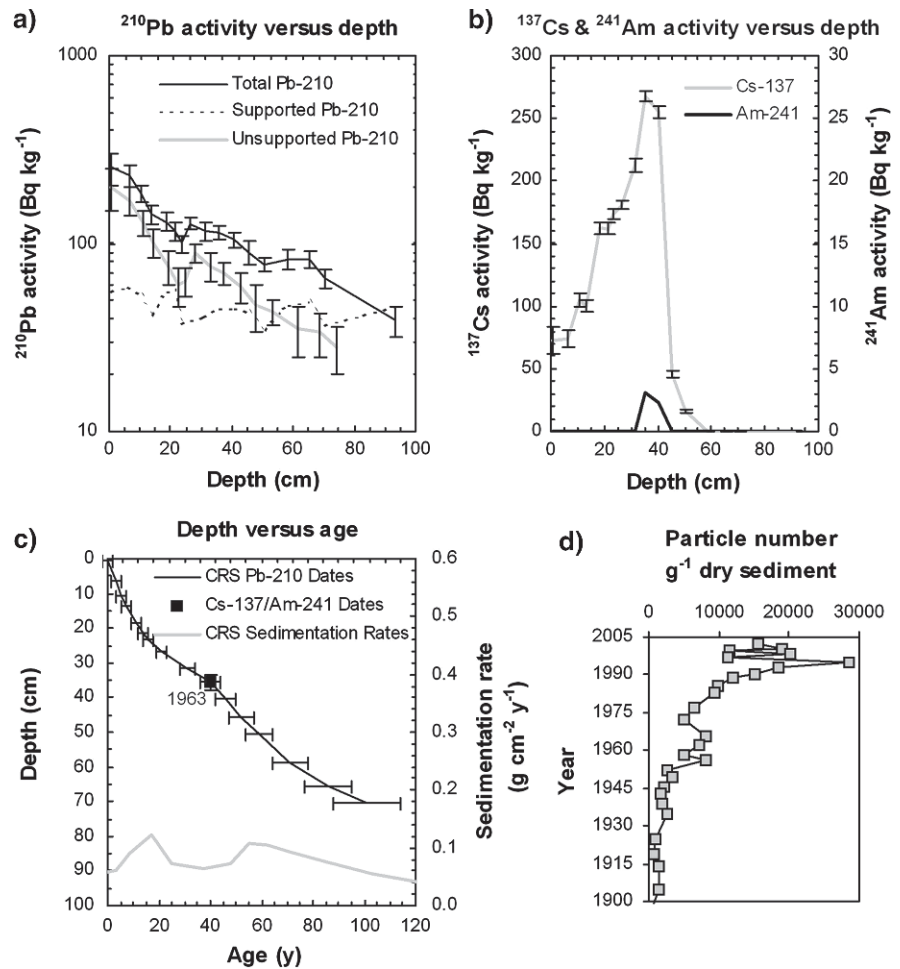 a)
²¹⁰Pb activity versus depth
²¹⁰Pb activity (Bq kg⁻¹)
1000
100
10
Total Pb-210
Supported Pb-210
Unsupported Pb-210
0 20 40 60 80 100
Depth (cm)
b)
¹³⁷Cs & ²⁴¹Am activity versus depth
¹³⁷Cs activity (Bq kg⁻¹)
300
250
200
150
100
50
0
Cs-137
Am-241
30
25
20
15
10
5
0
²⁴¹Am activity (Bq kg⁻¹)
0 20 40 60 80 100
Depth (cm)
c)
Depth versus age
Depth (cm)
0
10
20
30
40
50
60
70
80
90
100
CRS Pb-210 Dates
Cs-137/Am-241 Dates
CRS Sedimentation Rates
1963
0.6
0.5
0.4
0.3
0.2
0.1
0.0
Sedimentation rate
(g cm⁻² y⁻¹)
0 20 40 60 80 100 120
Age (y)
d)
Particle number
g⁻¹ dry sediment
0 10000 20000 30000
Year
2005
1990
1975
1960
1945
1930
1915
1900